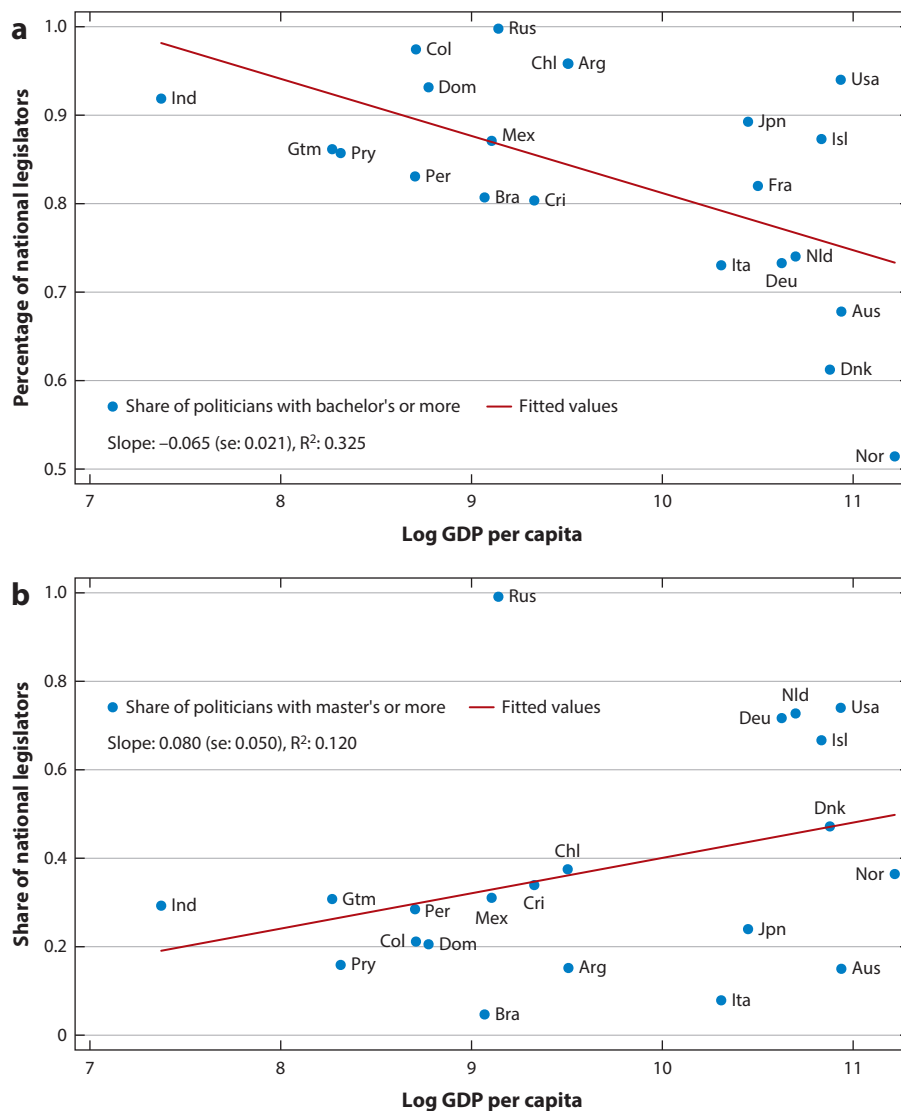 a
Percentage of national legislators
1.0
0.9
0.8
0.7
0.6
0.5
Rus
Col
Chl Arg
Usa
Dom
Ind
Jpn
Isl
Mex
Gtm
Pry
Per
Fra
Bra
Cri
Ita
Nld
Deu
Aus
Dnk
Nor
Share of politicians with bachelor's or more
Fitted values
Slope: –0.065 (se: 0.021), R²: 0.325
7 8 9 10 11
Log GDP per capita
b
Share of national legislators
1.0
0.8
0.6
0.4
0.2
0
Rus
Share of politicians with master's or more
Fitted values
Slope: 0.080 (se: 0.050), R²: 0.120
Nld
Deu
Usa
Isl
Dnk
Chl
Nor
Ind
Gtm
Per
Mex
Cri
Col
Dom
Jpn
Pry
Arg
Aus
Ita
Bra
7 8 9 10 11
Log GDP per capita